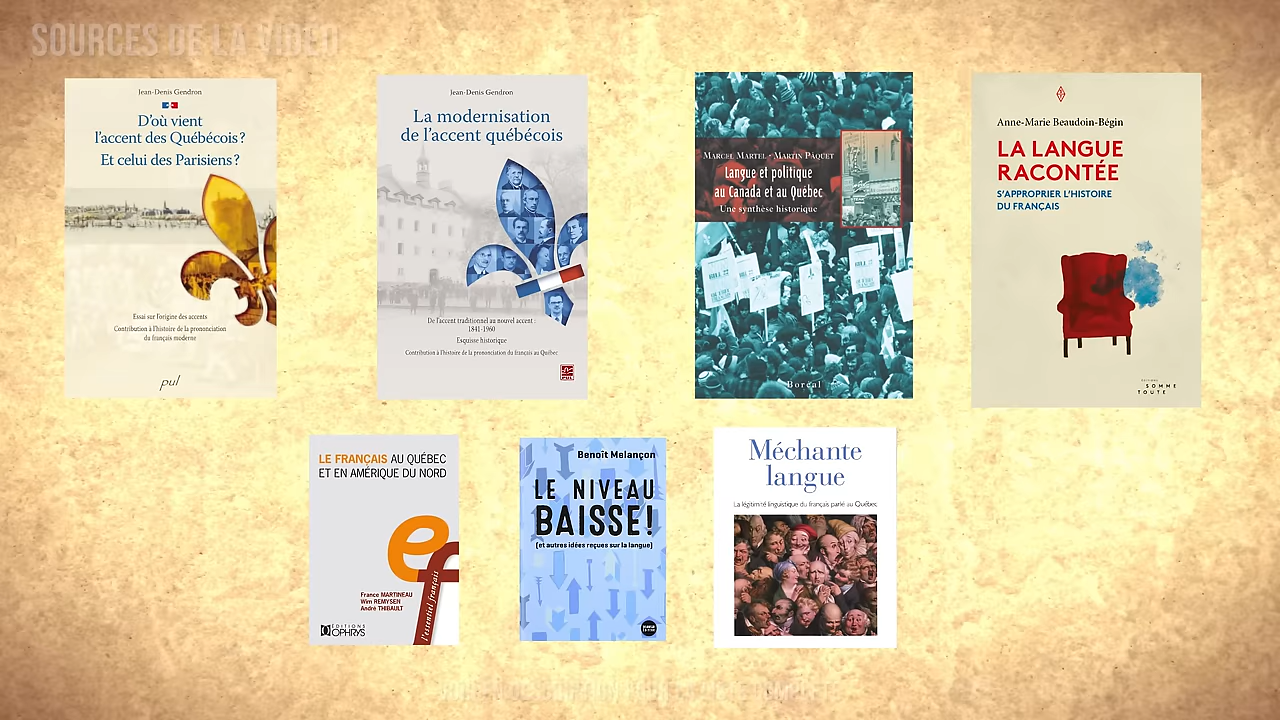 SOURCES DE LA VIDÉO
Jean-Denis Gendron
D'où vient
l'accent des Québécois ?
Et celui des Parisiens ?
Essai sur l'origine des accents
Contribution à l'histoire de la prononciation
du français moderne
pul
Jean-Denis Gendron
La modernisation
de l'accent québécois
De l'accent traditionnel au nouvel accent :
1841-1960
Esquisse historique
Contribution à l'histoire de la prononciation du français au Québec
PUL
Marcel Martel - Martin Pâquet
Langue et politique
au Canada et au Québec
Une synthèse historique
Boréal
Anne-Marie Beaudoin-Bégin
LA LANGUE
RACONTÉE
S'APPROPRIER L'HISTOIRE
DU FRANÇAIS
ÉDITIONS
SOMME
TOUTE
LE FRANÇAIS AU QUÉBEC
ET EN AMÉRIQUE DU NORD
ef
l'essentiel français
France MARTINEAU
Wim REMYSEN
André THIBAULT
ÉDITIONS
OPHRYS
Benoît Melançon
LE NIVEAU
BAISSE!
(et autres idées reçues sur la langue)
Méchante
langue
La légitimité linguistique du français parlé au Québec